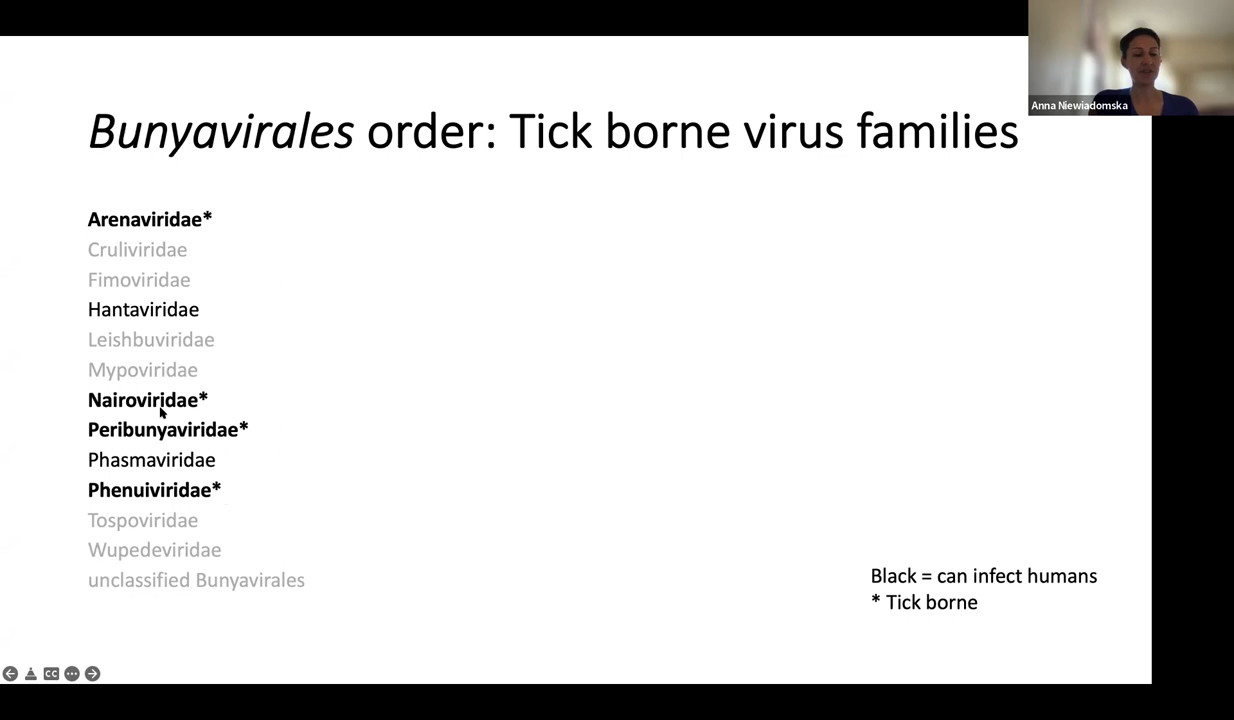 Anna Niewiadomska
Bunyavirales order: Tick borne virus families
Arenaviridae*
Cruliviridae
Fimoviridae
Hantaviridae
Leishbuviridae
Mypoviridae
Nairoviridae*
Peribunyaviridae*
Phasmaviridae
Phenuiviridae*
Tospoviridae
Wupedeviridae
unclassified Bunyavirales
Black = can infect humans
* Tick borne
CC